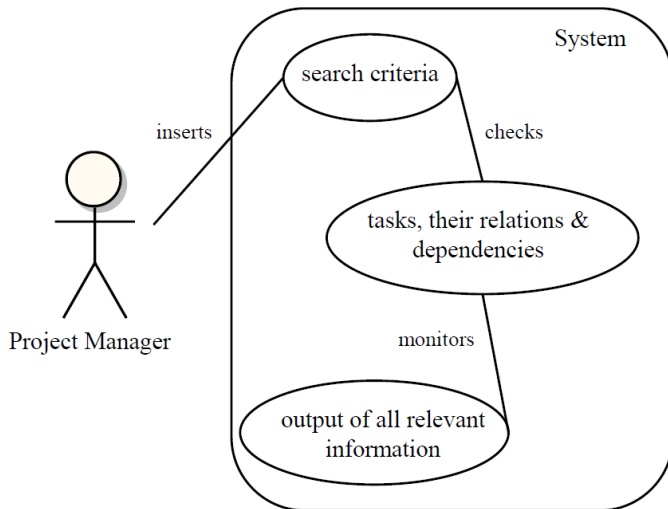 System
search criteria
inserts
checks
tasks, their relations &
dependencies
Project Manager
monitors
output of all relevant
information